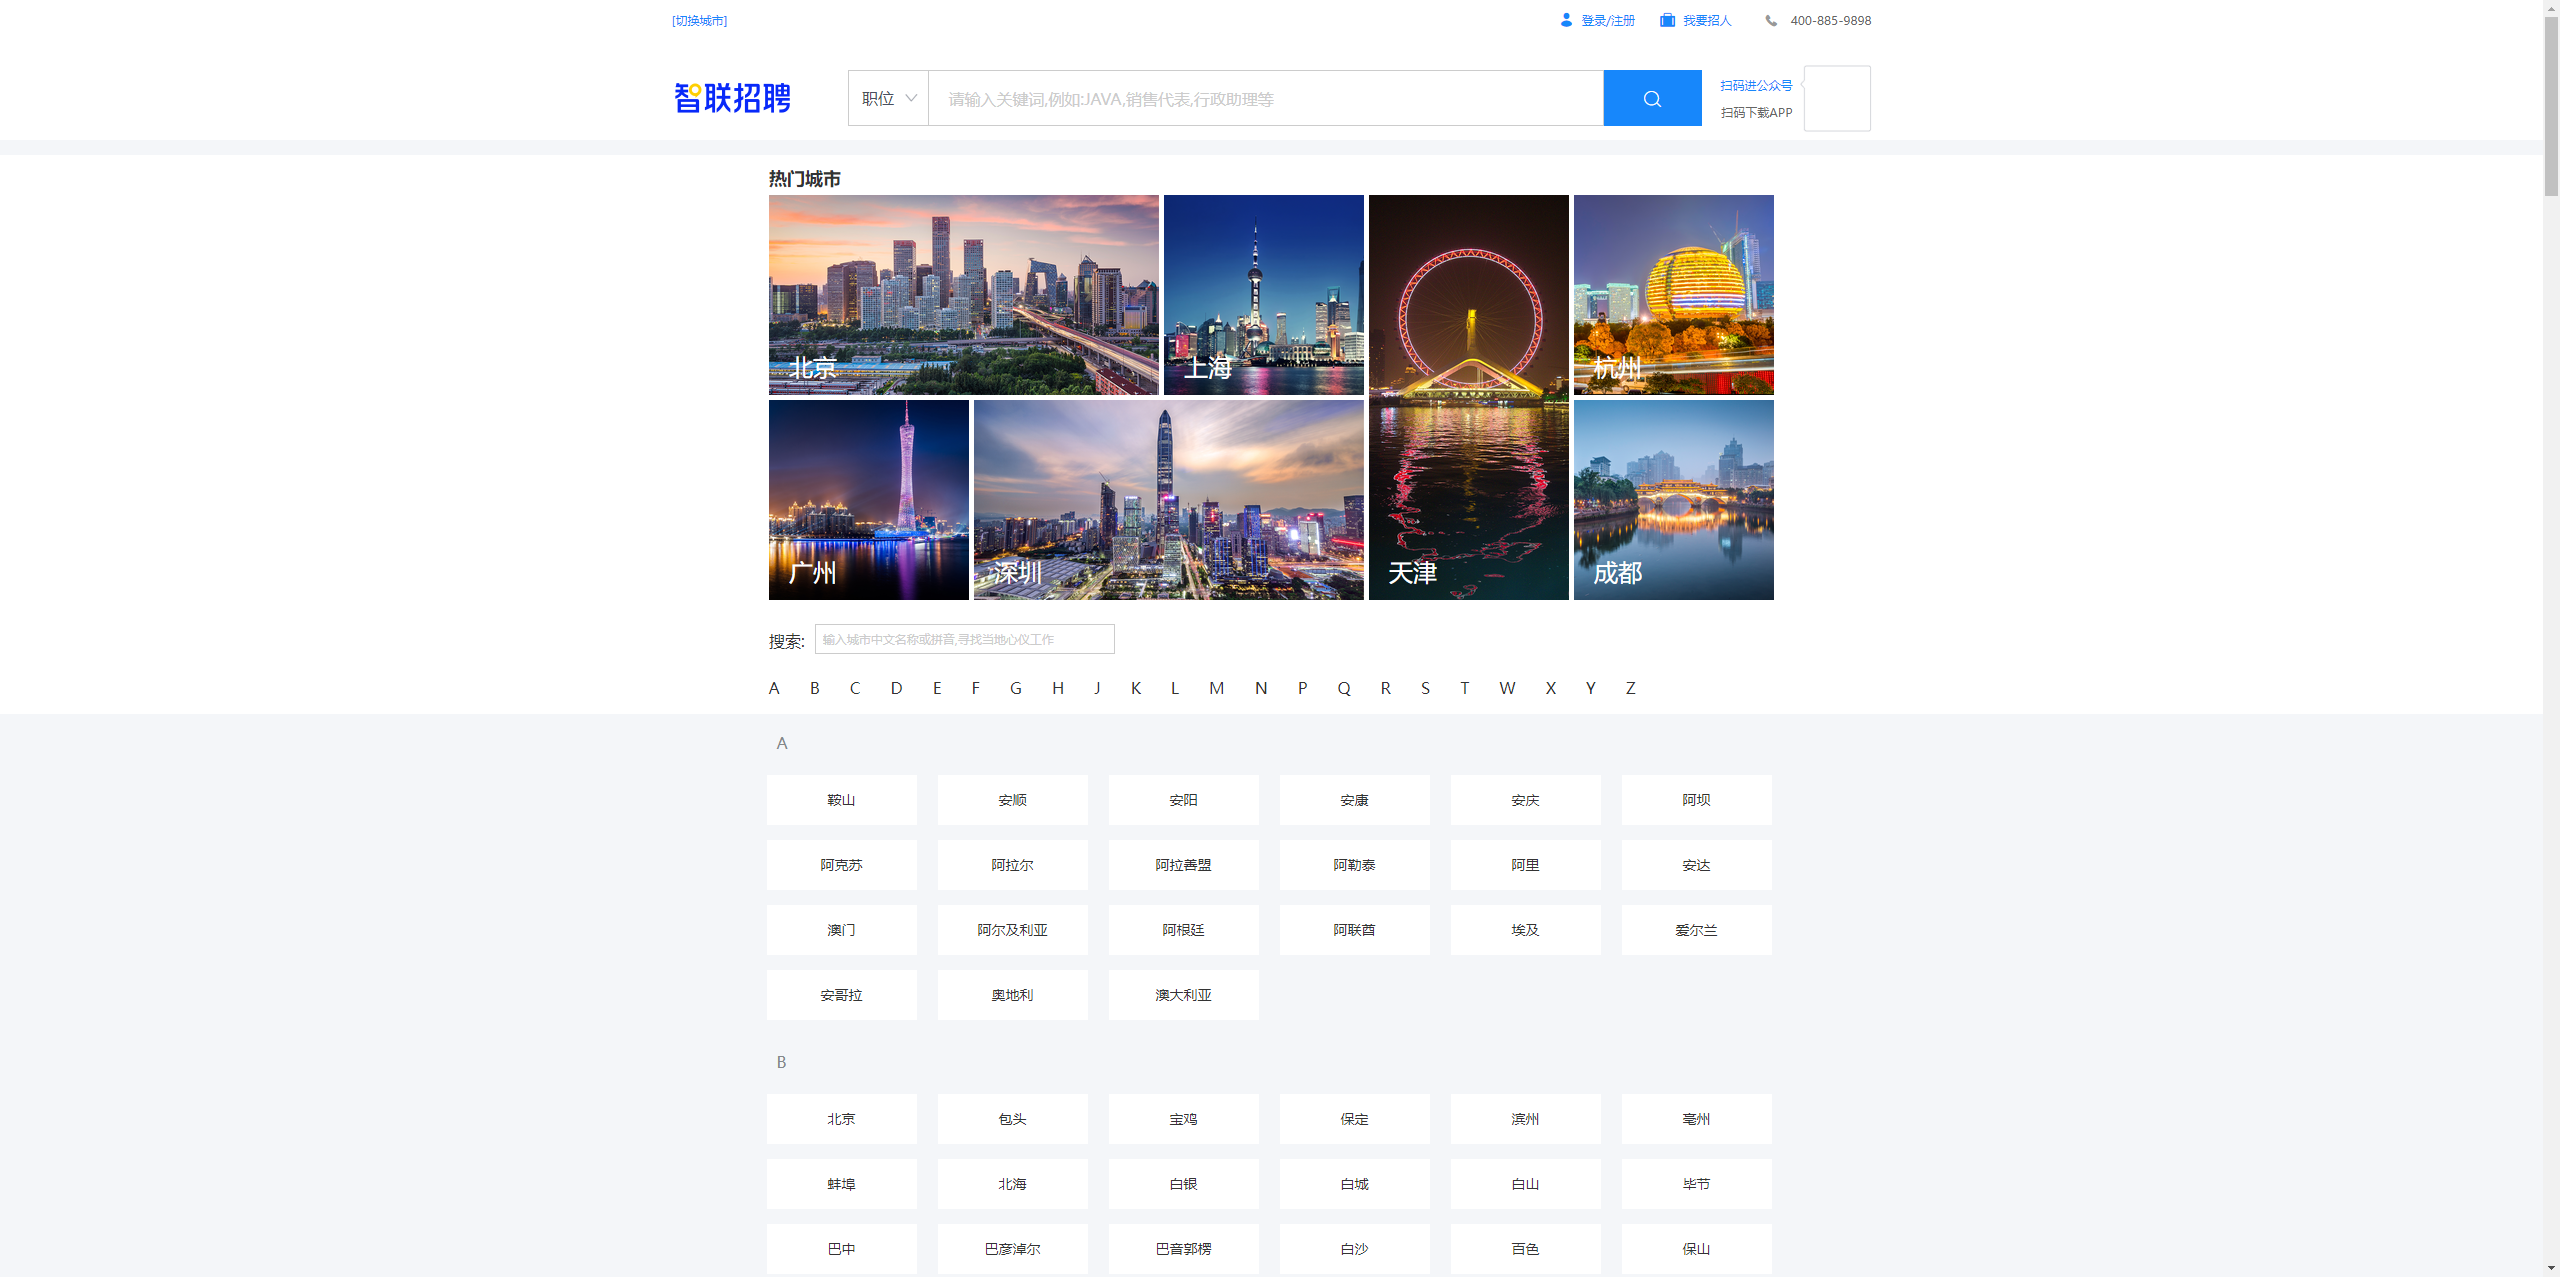 [切换城市] 登录/注册 我要招人 400-885-9898
智联招聘 职位 请输入关键词,例如:JAVA,销售代表,行政助理等 扫码进公众号
扫码下载APP
热门城市
北京 上海 杭州
广州 深圳 天津 成都
搜索: 输入城市中文名称或拼音,寻找当地心仪工作
A B C D E F G H J K L M N P Q R S T W X Y Z
A
鞍山 安顺 安阳 安康 安庆 阿坝
阿克苏 阿拉尔 阿拉善盟 阿勒泰 阿里 安达
澳门 阿尔及利亚 阿根廷 阿联酋 埃及 爱尔兰
安哥拉 奥地利 澳大利亚
B
北京 包头 宝鸡 保定 滨州 亳州
蚌埠 北海 白银 白城 白山 毕节
巴中 巴彦淖尔 巴音郭楞 白沙 百色 保山